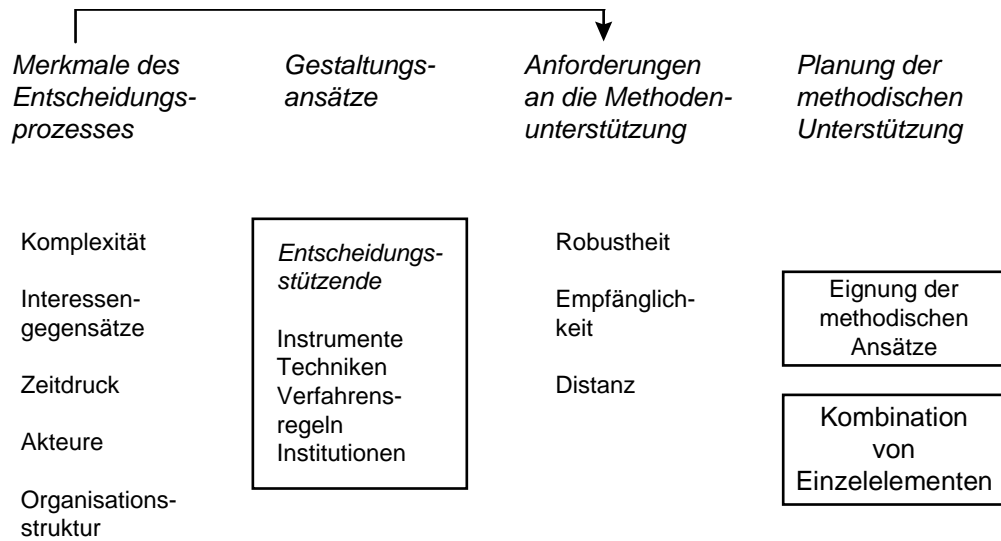 Merkmale des
Entscheidungs-
prozesses
Gestaltungs-
ansätze
Anforderungen
an die Methoden-
unterstützung
Planung der
methodischen
Unterstützung
Komplexität
Interessen-
gegensätze
Zeitdruck
Akteure
Organisations-
struktur
Entscheidungs-
stützende
Instrumente
Techniken
Verfahrens-
regeln
Institutionen
Robustheit
Empfänglich-
keit
Distanz
Eignung der
methodischen
Ansätze
Kombination
von
Einzelelementen